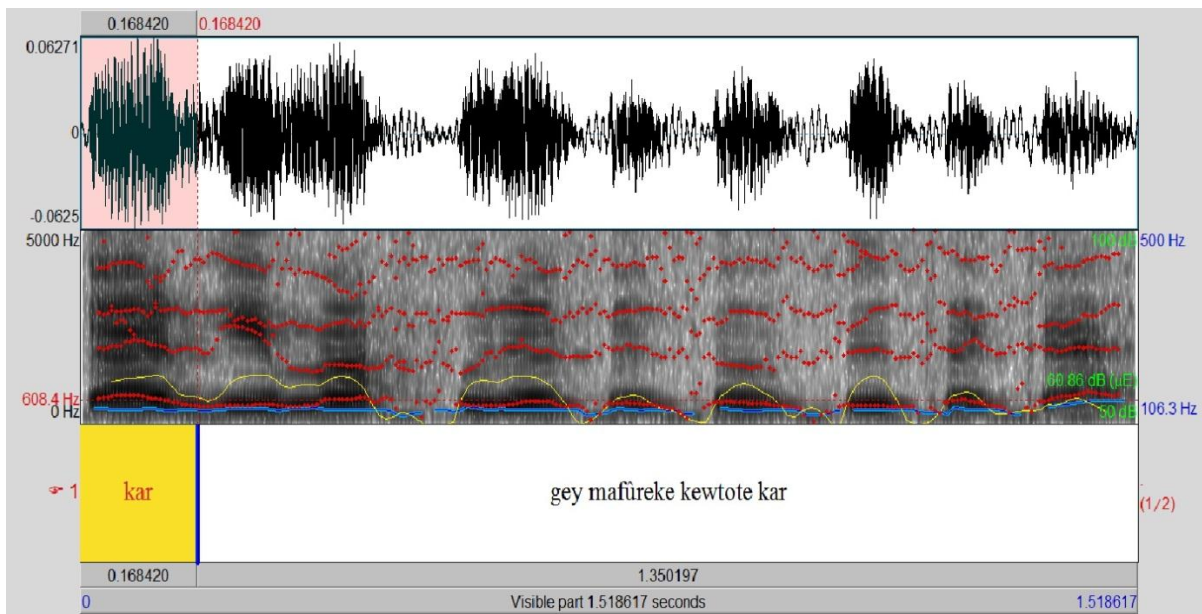 0.168420 0.168420
0.06271
0
-0.0625
5000 Hz 100 dB 500 Hz
60.86 dB (µE)
608.4 Hz
0 Hz 50 dB 106.3 Hz
☞ 1 kar gey mafûreke kewtote kar
(1/2)
0.168420 1.350197
0 Visible part 1.518617 seconds 1.518617